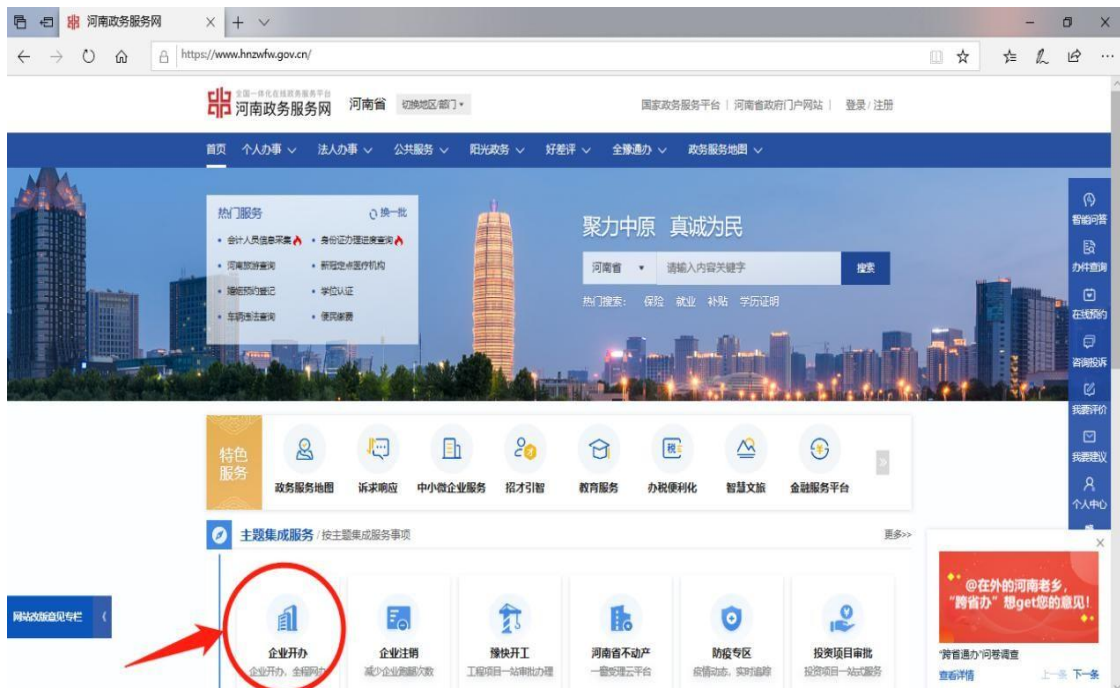 河南政务服务网
https://www.hnzwfw.gov.cn/
全国一体化在线政务服务平台
河南政务服务网 河南省 切换地区/部门
国家政务服务平台 | 河南省政府门户网站 | 登录 / 注册
首页 个人办事 法人办事 公共服务 阳光政务 好差评 全豫通办 政务服务地图
热门服务 换一批
会计人员信息采集 身份证办理进度查询
河南旅游查询 新冠定点医疗机构
婚姻预约登记 学位认证
车辆违法查询 便民缴费
聚力中原 真诚为民
河南省 请输入内容关键字 搜索
热门搜索： 保险 就业 补贴 学历证明
智能问答
办件查询
在线预约
咨询投诉
我要评价
我要建议
个人中心
特色服务
政务服务地图 诉求响应 中小微企业服务 招才引智 教育服务 办税便利化 智慧文旅 金融服务平台
主题集成服务 / 按主题集成服务事项 更多>>
企业开办 企业注销 豫快开工 河南省不动产 防疫专区 投资项目审批
企业开办、全程网办 减少企业跑腿次数 工程项目一站审批办理 一窗受理云平台 疫情动态、实时追踪 投资项目一站式服务
网站改版意见专栏
@在外的河南老乡，
“跨省办”想get您的意见！
“跨省通办”问卷调查
查看详情 上一条 下一条